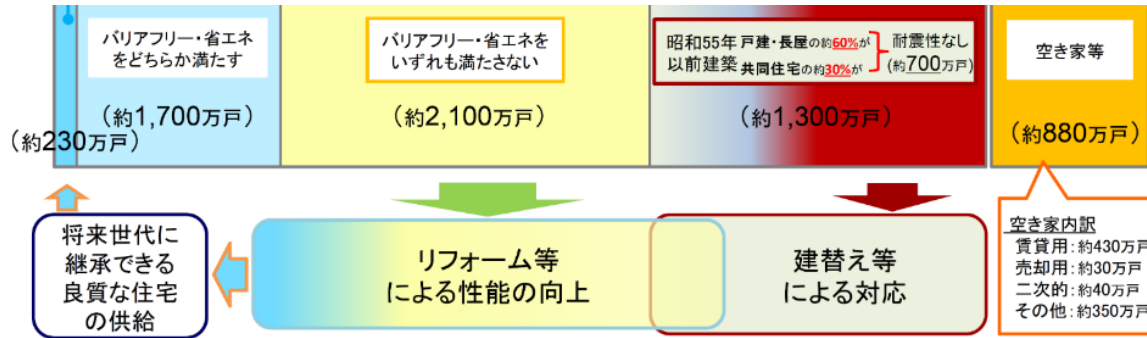 バリアフリー・省エネ
をどちらか満たす
(約1,700万戸)
(約230万戸)
バリアフリー・省エネを
いずれも満たさない
(約2,100万戸)
昭和55年
以前建築
戸建・長屋の約60%が
共同住宅の約30%が
耐震性なし
(約700万戸)
(約1,300万戸)
空き家等
(約880万戸)
将来世代に
継承できる
良質な住宅
の供給
リフォーム等
による性能の向上
建替え等
による対応
空き家内訳
賃貸用:約430万戸
売却用:約30万戸
二次的:約40万戸
その他:約350万戸